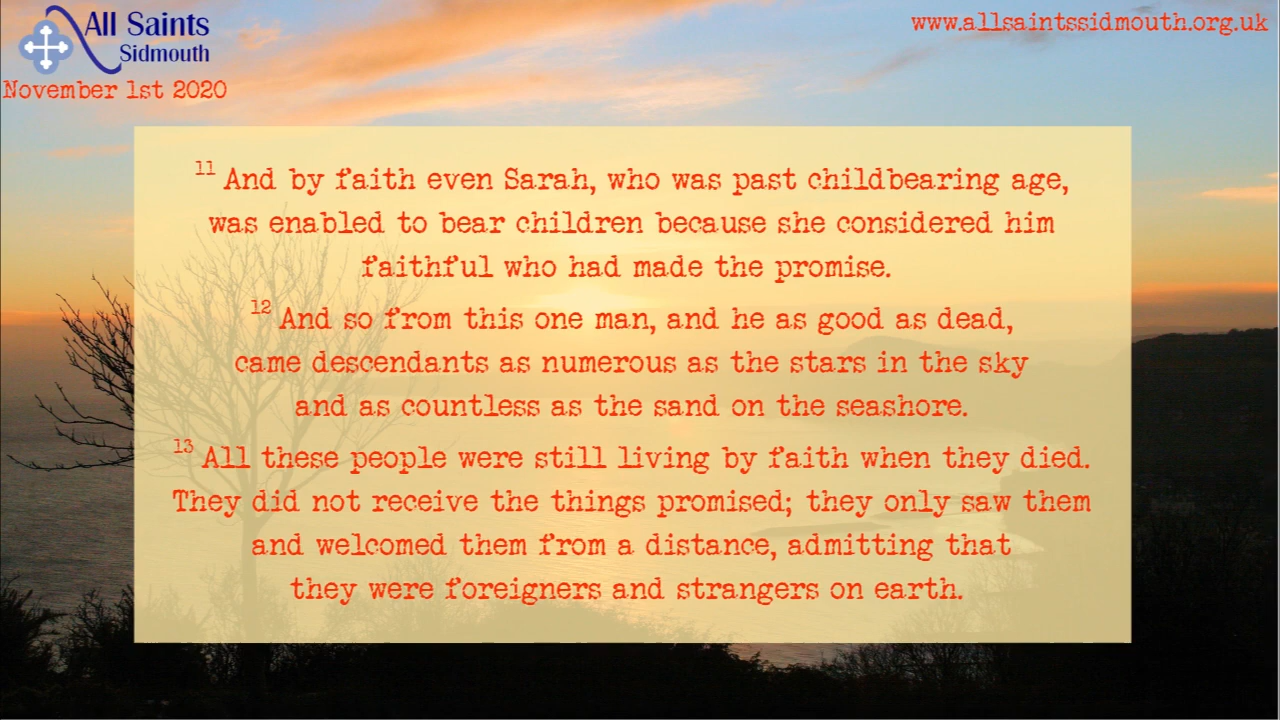 All Saints
Sidmouth
November 1st 2020
www.allsaintssidmouth.org.uk
11 And by faith even Sarah, who was past childbearing age,
was enabled to bear children because she considered him
faithful who had made the promise.
12 And so from this one man, and he as good as dead,
came descendants as numerous as the stars in the sky
and as countless as the sand on the seashore.
13 All these people were still living by faith when they died.
They did not receive the things promised; they only saw them
and welcomed them from a distance, admitting that
they were foreigners and strangers on earth.